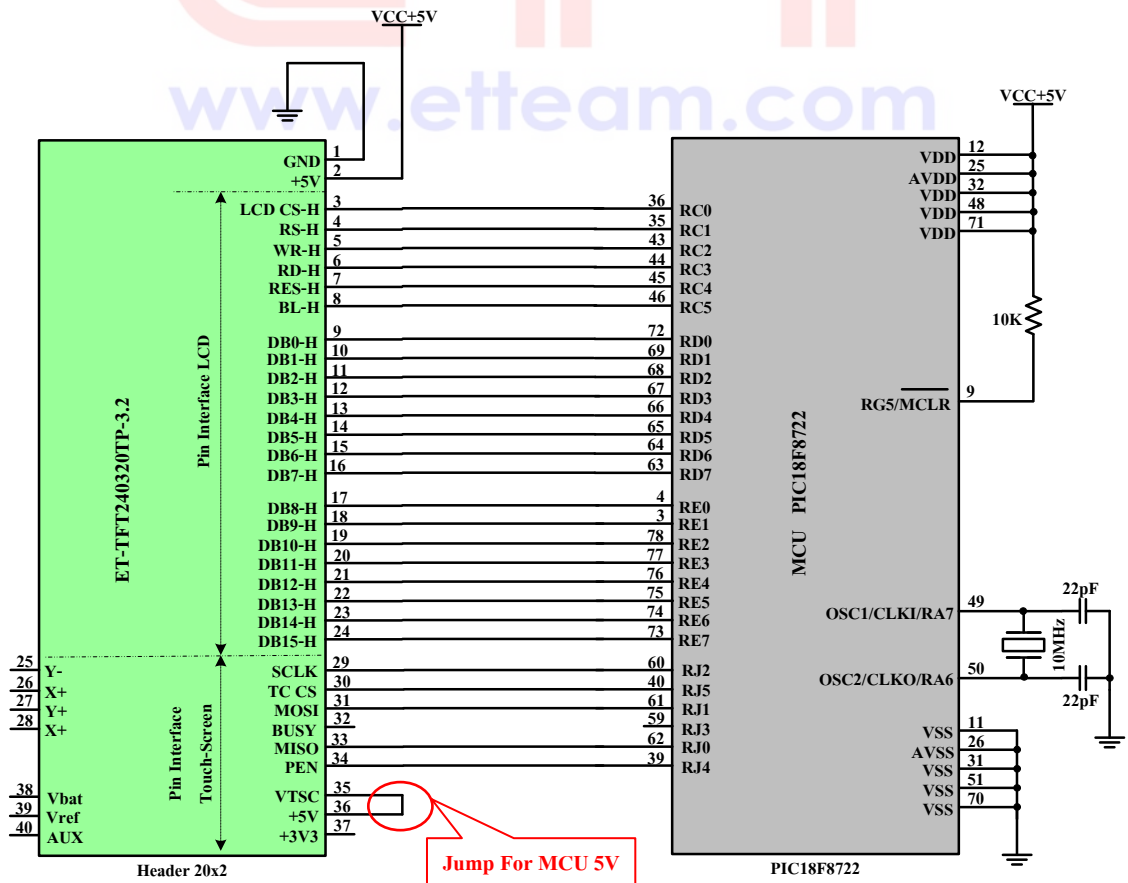 VCC+5V
www.etteam.com
VCC+5V
GND 1
+5V 2
LCD CS-H 3 36 RC0
RS-H 4 35 RC1
WR-H 5 43 RC2
RD-H 6 44 RC3
RES-H 7 45 RC4
BL-H 8 46 RC5
DB0-H 9 72 RD0
DB1-H 10 69 RD1
DB2-H 11 68 RD2
DB3-H 12 67 RD3
DB4-H 13 66 RD4
DB5-H 14 65 RD5
DB6-H 15 64 RD6
DB7-H 16 63 RD7
DB8-H 17 4 RE0
DB9-H 18 3 RE1
DB10-H 19 78 RE2
DB11-H 20 77 RE3
DB12-H 21 76 RE4
DB13-H 22 75 RE5
DB14-H 23 74 RE6
DB15-H 24 73 RE7
25 Y- SCLK 29 60 RJ2
26 X+ TC CS 30 40 RJ5
27 Y+ MOSI 31 61 RJ1
28 X+ BUSY 32 59 RJ3
MISO 33 62 RJ0
PEN 34 39 RJ4
38 Vbat VTSC 35
39 Vref +5V 36
40 AUX +3V3 37
ET-TFT240320TP-3.2
Pin Interface LCD
Pin Interface
Touch-Screen
Header 20x2
Jump For MCU 5V
MCU PIC18F8722
VDD 12
AVDD 25
VDD 32
VDD 48
VDD 71
10K
RG5/MCLR 9
OSC1/CLKI/RA7 49
22pF
10MHz
OSC2/CLKO/RA6 50
22pF
VSS 11
AVSS 26
VSS 31
VSS 51
VSS 70
PIC18F8722